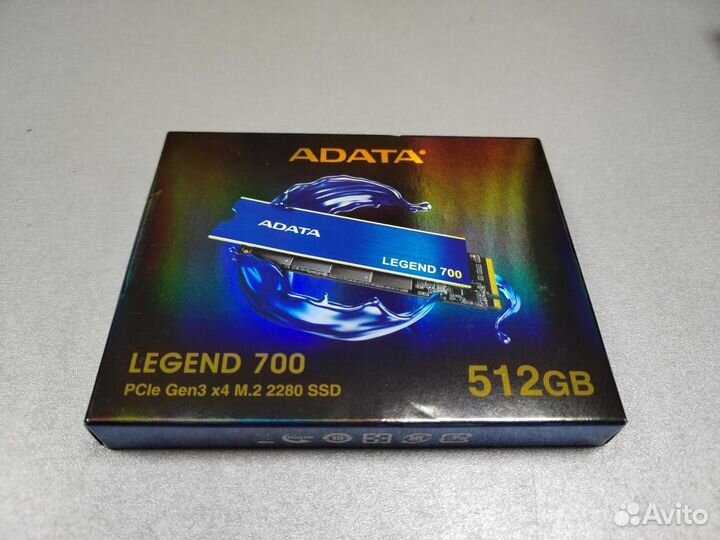 ADATA
ADATA
LEGEND 700
LEGEND 700
PCIe Gen3 x4 M.2 2280 SSD
512GB
Avito